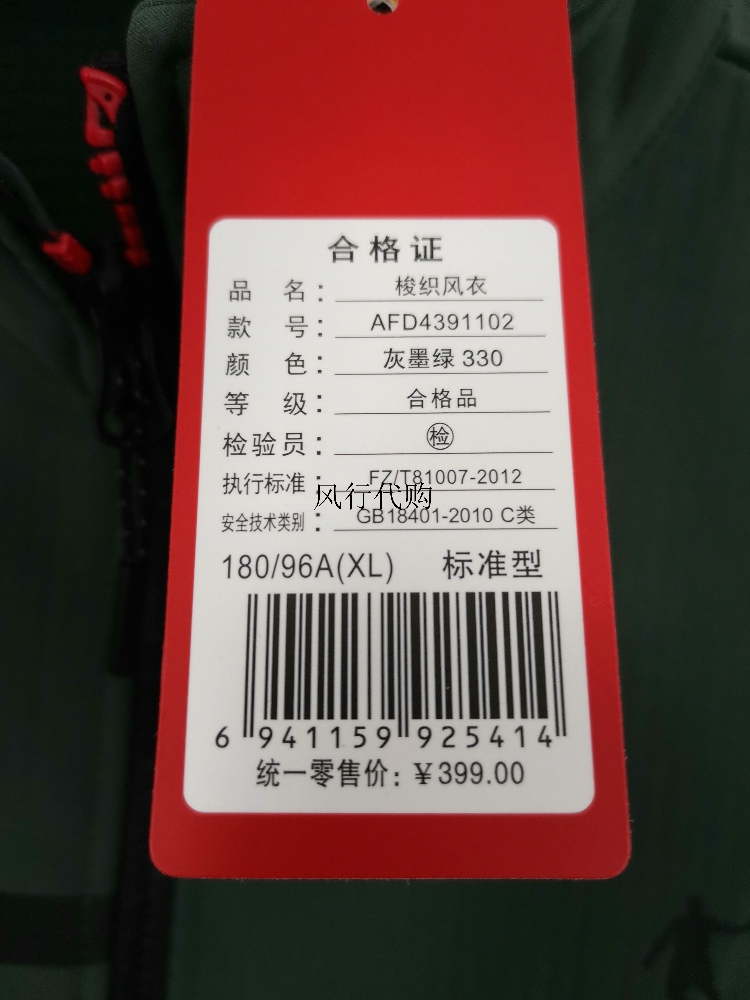 合格证
品名：梭织风衣
款号：AFD4391102
颜色：灰墨绿 330
等级：合格品
检验员：检
执行标准：FZ/T81007-2012
风行代购
安全技术类别：GB18401-2010 C类
180/96A(XL) 标准型
6 941159 925414
统一零售价：￥399.00